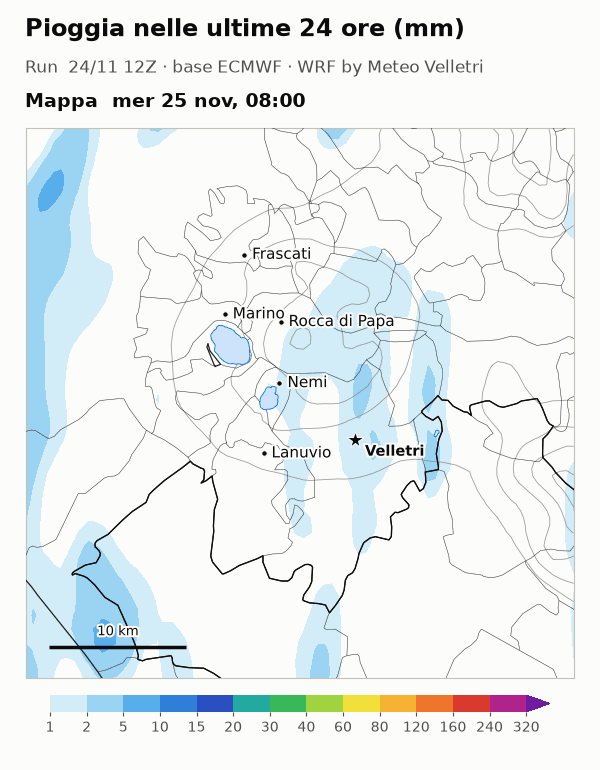 Pioggia nelle ultime 24 ore (mm)
Run  24/11 12Z · base ECMWF · WRF by Meteo Velletri
Mappa  mer 25 nov, 08:00
Frascati
Marino
Rocca di Papa
Nemi
Velletri
Lanuvio
10 km
1 2 5 10 15 20 30 40 60 80 120 160 240 320